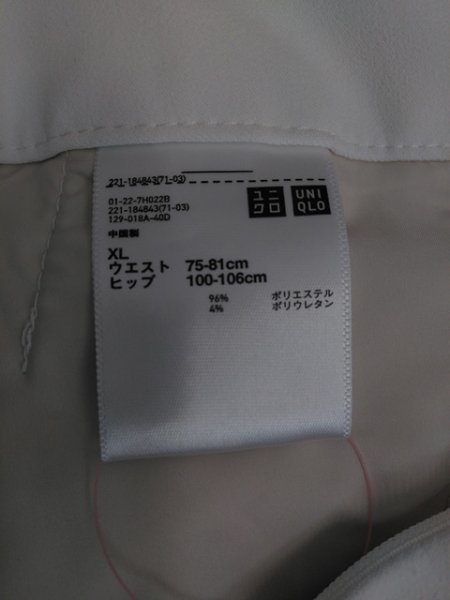 221-184843(71-03)
01-22-7H022B
221-184843(71-03)
129-018A-40D
ユニ
クロ
UNI
QLO
中国製
XL
ウエスト 75-81cm
ヒップ 100-106cm
96% ポリエステル
4% ポリウレタン